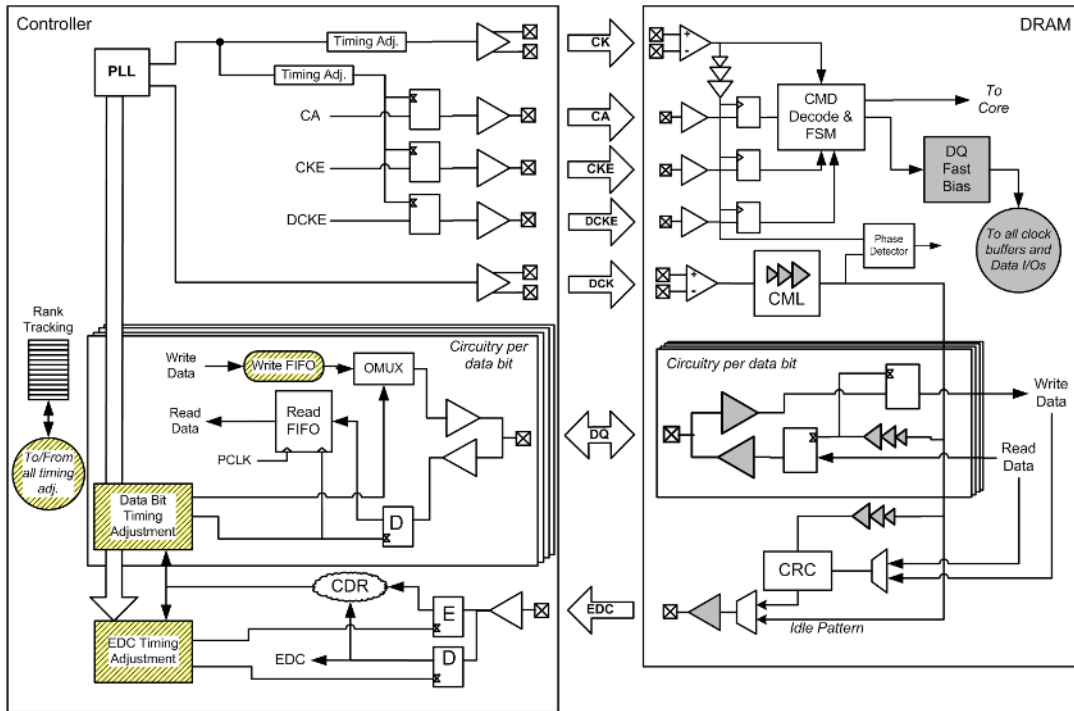 Controller
DRAM
PLL
Timing Adj.
Timing Adj.
CA
CKE
DCKE
CK
CA
CKE
DCKE
DCK
+
-
CMD
Decode &
FSM
To
Core
DQ
Fast
Bias
To all clock
buffers and
Data I/Os
Phase
Detector
+
-
CML
Rank
Tracking
To/From
all timing
adj.
Circuitry per
data bit
Write
Data
Write FIFO
OMUX
Read
Data
Read
FIFO
PCLK
D
Data Bit
Timing
Adjustment
DQ
Circuitry per data bit
Write
Data
Read
Data
CRC
Idle Pattern
EDC
CDR
E
D
EDC
EDC Timing
Adjustment